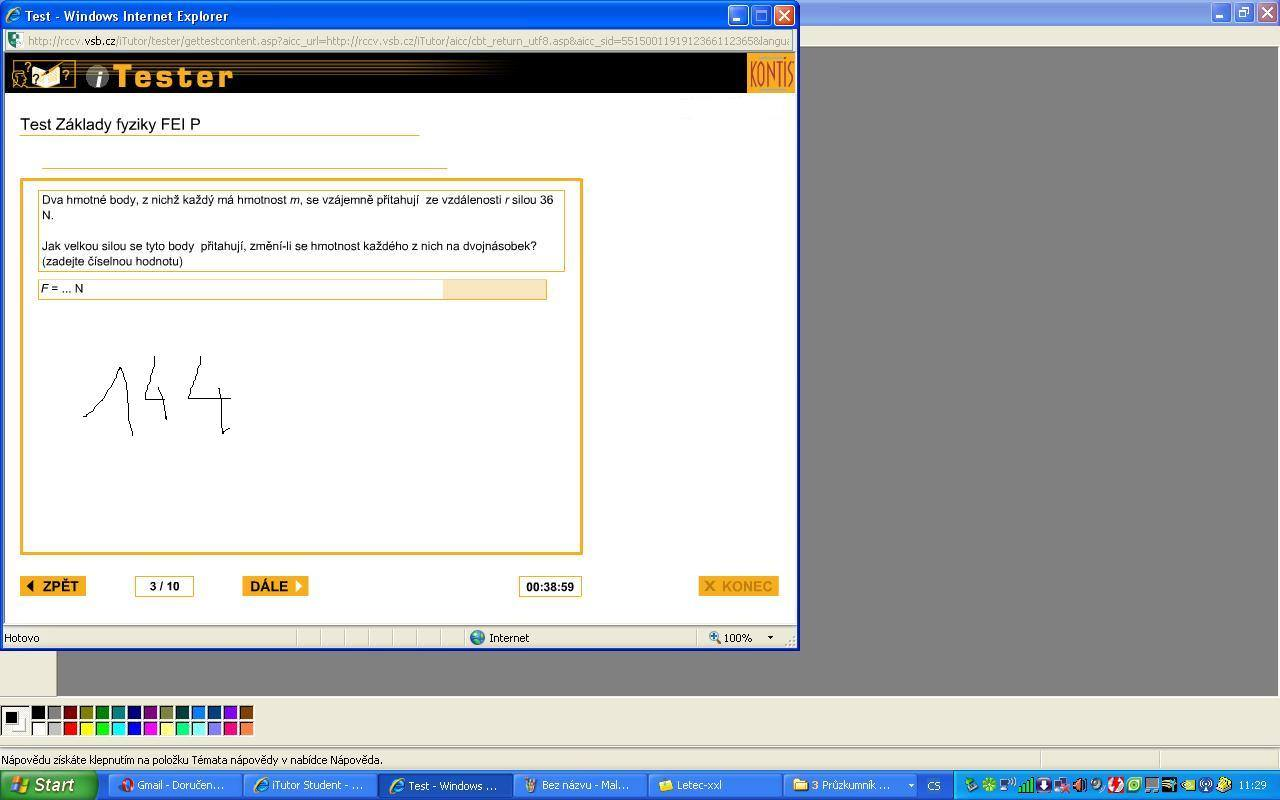 Test - Windows Internet Explorer
http://rccv.vsb.cz/iTutor/tester/gettestcontent.asp?aicc_url=http://rccv.vsb.cz/iTutor/aicc/cbt_return_utf8.asp&aicc_sid=5515001191912366112365&langua
i Tester
KONTIS
Test Základy fyziky FEI P
Dva hmotné body, z nichž každý má hmotnost m, se vzájemně přitahují ze vzdálenosti r silou 36
N.
Jak velkou silou se tyto body přitahují, změní-li se hmotnost každého z nich na dvojnásobek?
(zadejte číselnou hodnotu)
F = ... N
144
ZPĚT
3 / 10
DÁLE
00:38:59
X KONEC
Hotovo
Internet
100%
Nápovědu získáte klepnutím na položku Témata nápovědy v nabídce Nápověda.
Start
Gmail - Doručen...
iTutor Student - ...
Test - Windows ...
Bez názvu - Mal...
Letec-xxl
3 Průzkumník ...
CS
11:29